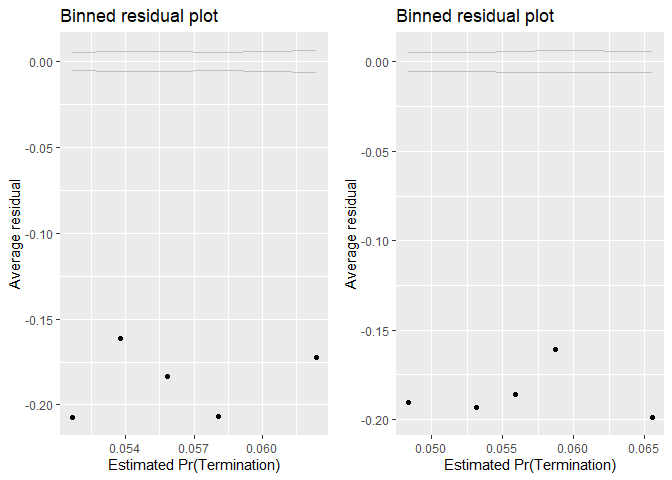 Binned residual plot
Average residual
0.00
-0.05
-0.10
-0.15
-0.20
0.054
0.057
0.060
Estimated Pr(Termination)
Binned residual plot
Average residual
0.00
-0.05
-0.10
-0.15
-0.20
0.050
0.055
0.060
0.065
Estimated Pr(Termination)